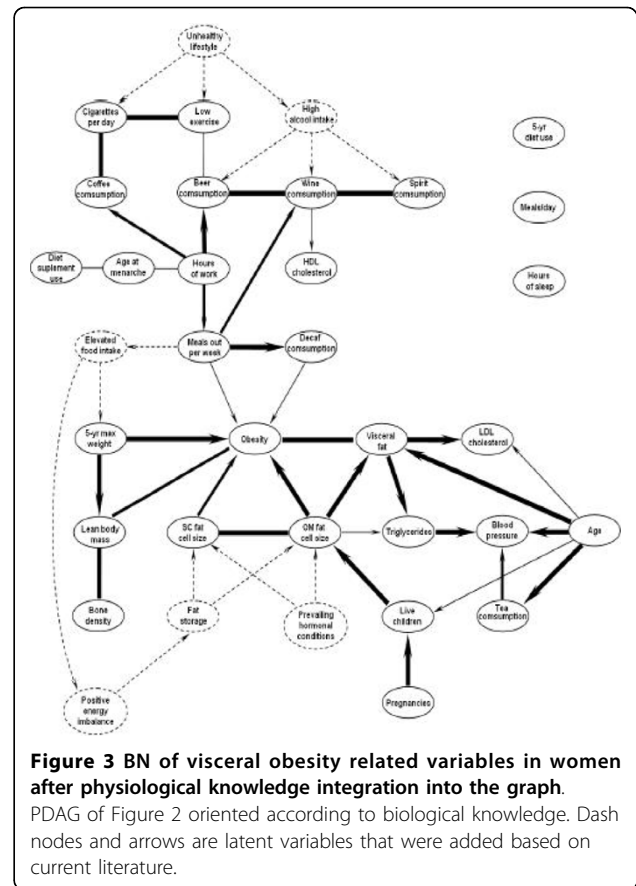 Unhealthy
lifestyle
Cigarettes
per day
Low
exercise
High
alcool intake
5-yr
diet use
Coffee
comsumption
Beer
comsumption
Wine
comsumption
Spirit
comsumption
Meals/day
Diet
suplement
use
Age at
menarche
Hours
of work
HDL
cholesterol
Hours
of sleep
Elevated
food intake
Meals out
per week
Decaf
comsumption
5-yr max
weight
Obesity
Visceral
fat
LDL
cholesterol
Lean body
mass
SC fat
cell size
OM fat
cell size
Triglycerides
Blood
pressure
Age
Bone
density
Fat
storage
Prevailing
hormonal
conditions
Live
children
Tea
comsumption
Positive
energy
imbalance
Pregnancies
Figure 3 BN of visceral obesity related variables in women
after physiological knowledge integration into the graph.
PDAG of Figure 2 oriented according to biological knowledge. Dash
nodes and arrows are latent variables that were added based on
current literature.